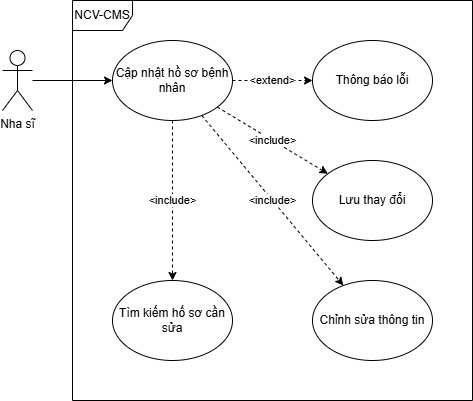 NCV-CMS
Cập nhật hồ sơ bệnh
nhân
<extend>
Thông báo lỗi
Nha sĩ
<include>
Lưu thay đổi
<include>
<include>
Tìm kiếm hố sơ cần
sửa
Chỉnh sửa thông tin